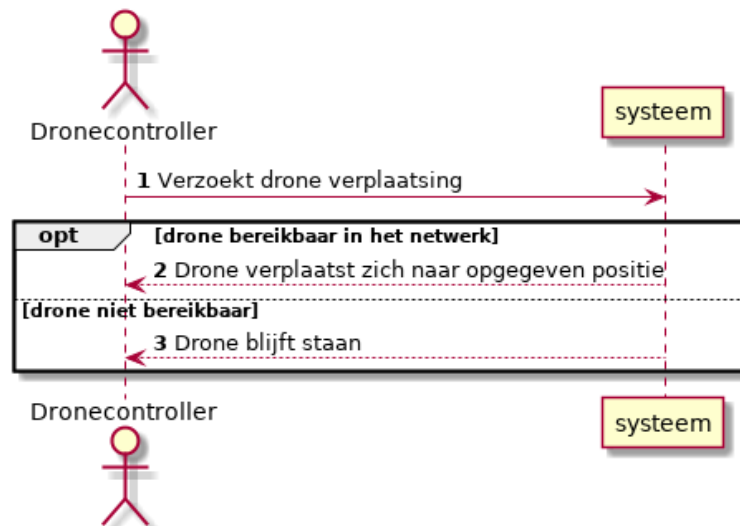 Dronecontroller
systeem
1 Verzoekt drone verplaatsing
opt [drone bereikbaar in het netwerk]
2 Drone verplaatst zich naar opgegeven positie
[drone niet bereikbaar]
3 Drone blijft staan
Dronecontroller
systeem